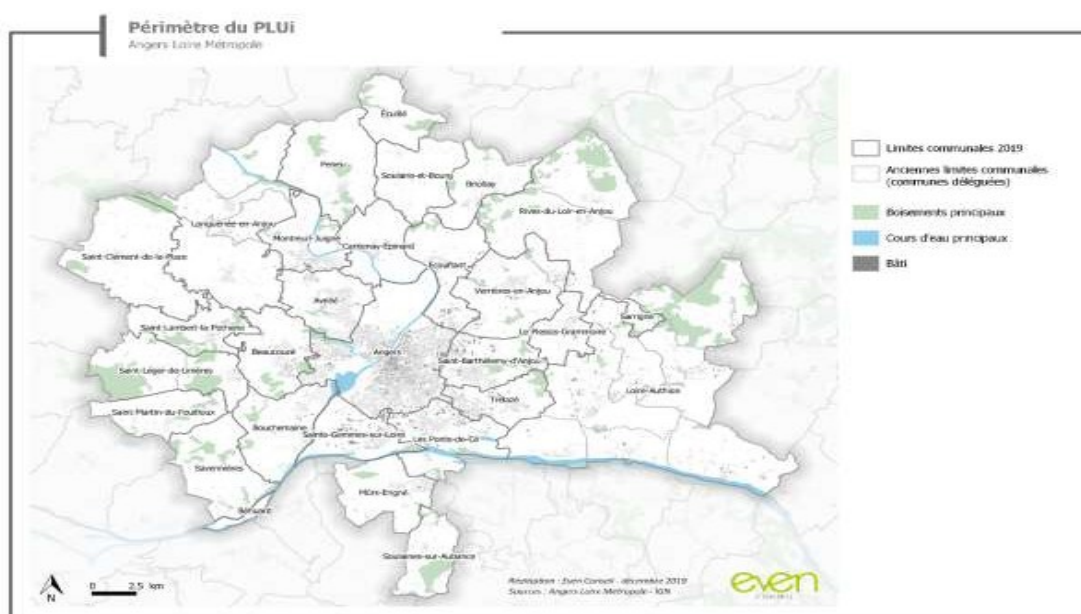 Périmètre du PLUi
Angers Loire Métropole
Écuillé
Feneu
Soulaire-et-Bourg
Briollay
Rives-du-Loir-en-Anjou
Longuenée-en-Anjou
Montreuil-Juigné
Cantenay-Épinard
Saint-Clément-de-la-Place
Écouflant
Verrières-en-Anjou
Avrillé
Sarrigné
Saint-Lambert-la-Potherie
Le Plessis-Grammoire
Beaucouzé
Angers
Saint-Barthélemy-d'Anjou
Saint-Léger-de-Linières
Loire-Authion
Trélazé
Saint-Martin-du-Fouilloux
Bouchemaine
Sainte-Gemmes-sur-Loire
Les Ponts-de-Cé
Savennières
Mûrs-Erigné
Béhuard
Soulaines-sur-Aubance
Limites communales 2019
Anciennes limites communales
(communes déléguées)
Boisements principaux
Cours d'eau principaux
Bâti
N
0 2.5 km
Réalisation : Even Conseil - décembre 2019
Sources : Angers Loire Métropole - IGN
even